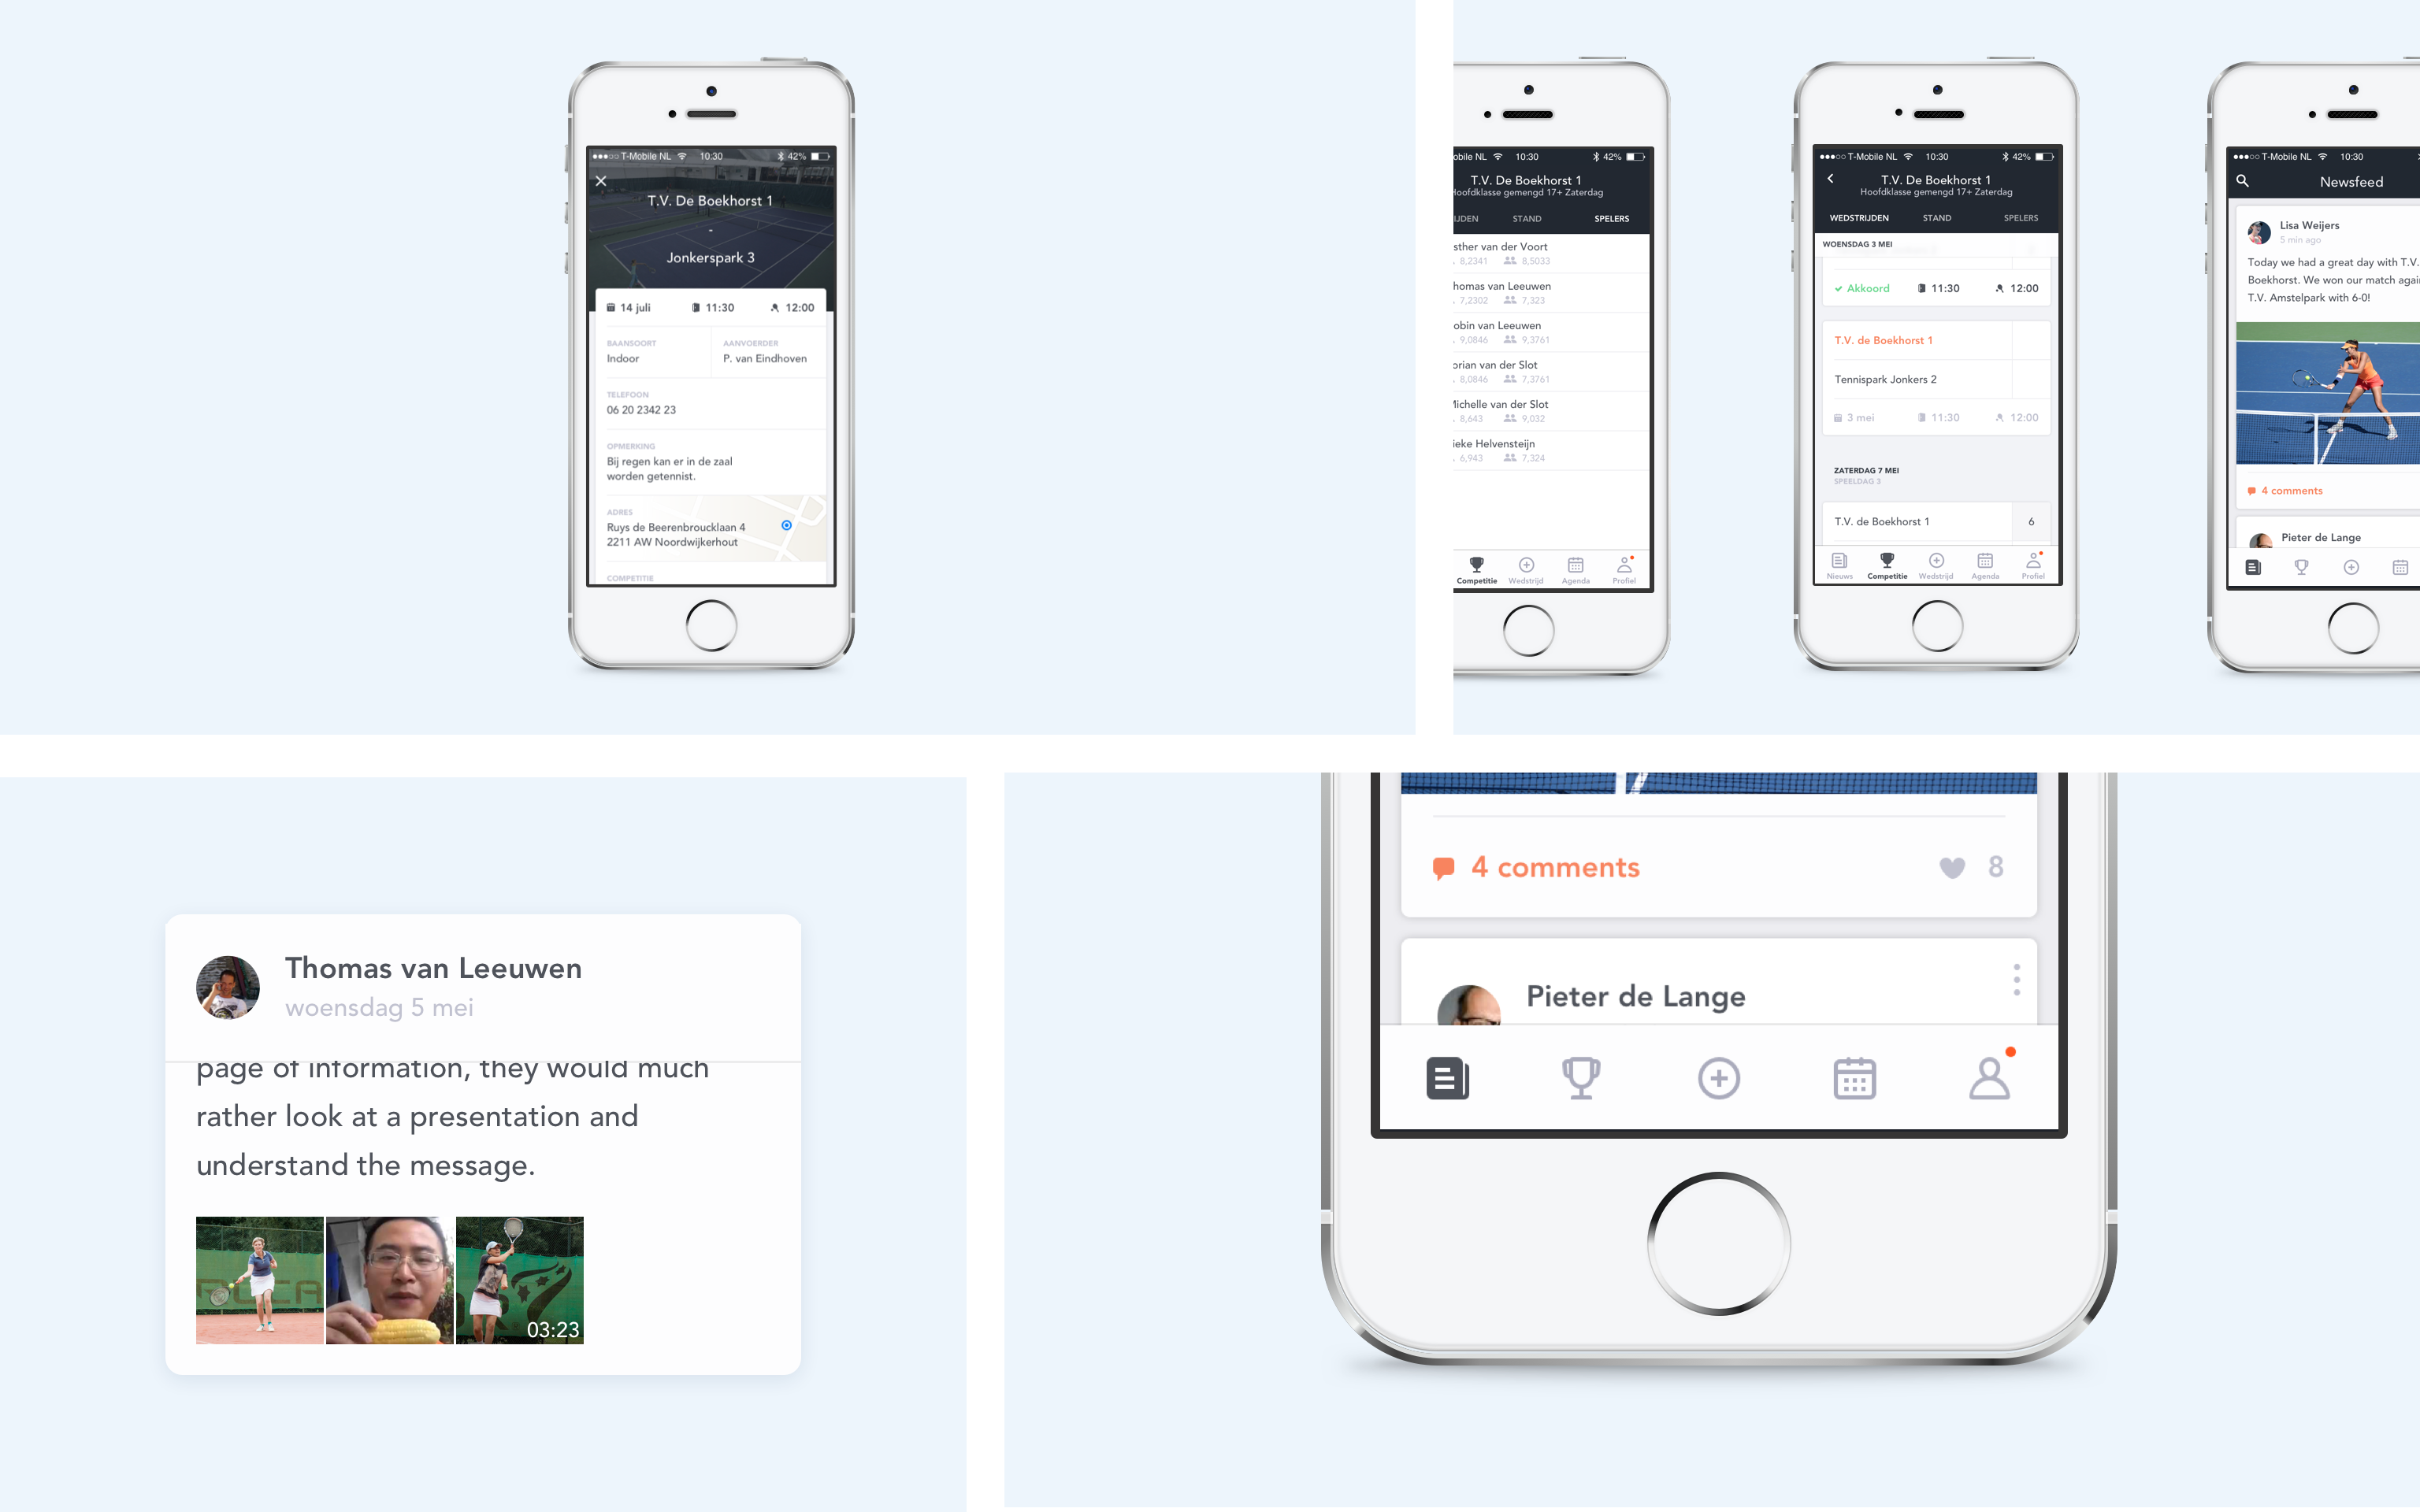 T-Mobile NL 10:30 42%
T.V. De Boekhorst 1
-
Jonkerspark 3
14 juli 11:30 12:00
BAANSOORT AANVOERDER
Indoor P. van Eindhoven
TELEFOON
06 20 2342 23
OPMERKING
Bij regen kan er in de zaal
worden getennist.
ADRES
Ruys de Beerenbroucklaan 4
2211 AW Noordwijkerhout
COMPETITIE
obile NL 10:30 42%
T.V. De Boekhorst 1
Hoofdklasse gemengd 17+ Zaterdag
IJDEN STAND SPELERS
sther van der Voort
8,2341 8,5033
homas van Leeuwen
7,2302 7,323
obin van Leeuwen
9,0846 9,3761
orian van der Slot
8,0846 7,3761
Michelle van der Slot
8,643 9,032
ieke Helvensteijn
6,943 7,324
Competitie Wedstrijd Agenda Profiel
T-Mobile NL 10:30 42%
T.V. De Boekhorst 1
Hoofdklasse gemengd 17+ Zaterdag
WEDSTRIJDEN STAND SPELERS
WOENSDAG 3 MEI
Akkoord 11:30 12:00
T.V. de Boekhorst 1
Tennispark Jonkers 2
3 mei 11:30 12:00
ZATERDAG 7 MEI
SPEELDAG 3
T.V. de Boekhorst 1 6
Nieuws Competitie Wedstrijd Agenda Profiel
T-Mobile NL 10:30
Newsfeed
Lisa Weijers
5 min ago
Today we had a great day with T.V.
Boekhorst. We won our match agai
T.V. Amstelpark with 6-0!
4 comments
Pieter de Lange
Thomas van Leeuwen
woensdag 5 mei
page of information, they would much
rather look at a presentation and
understand the message.
03:23
4 comments 8
Pieter de Lange